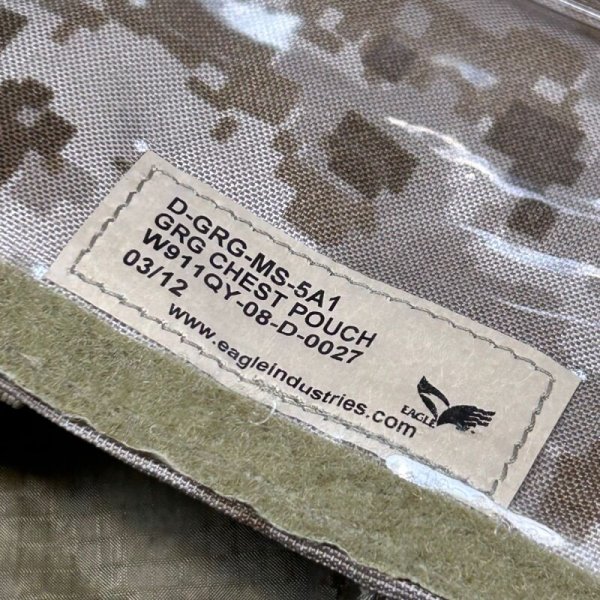 D-GRG-MS-5A1
GRG CHEST POUCH
W911QY-08-D-0027
03/12
www.eagleindustries.com
EAGLE